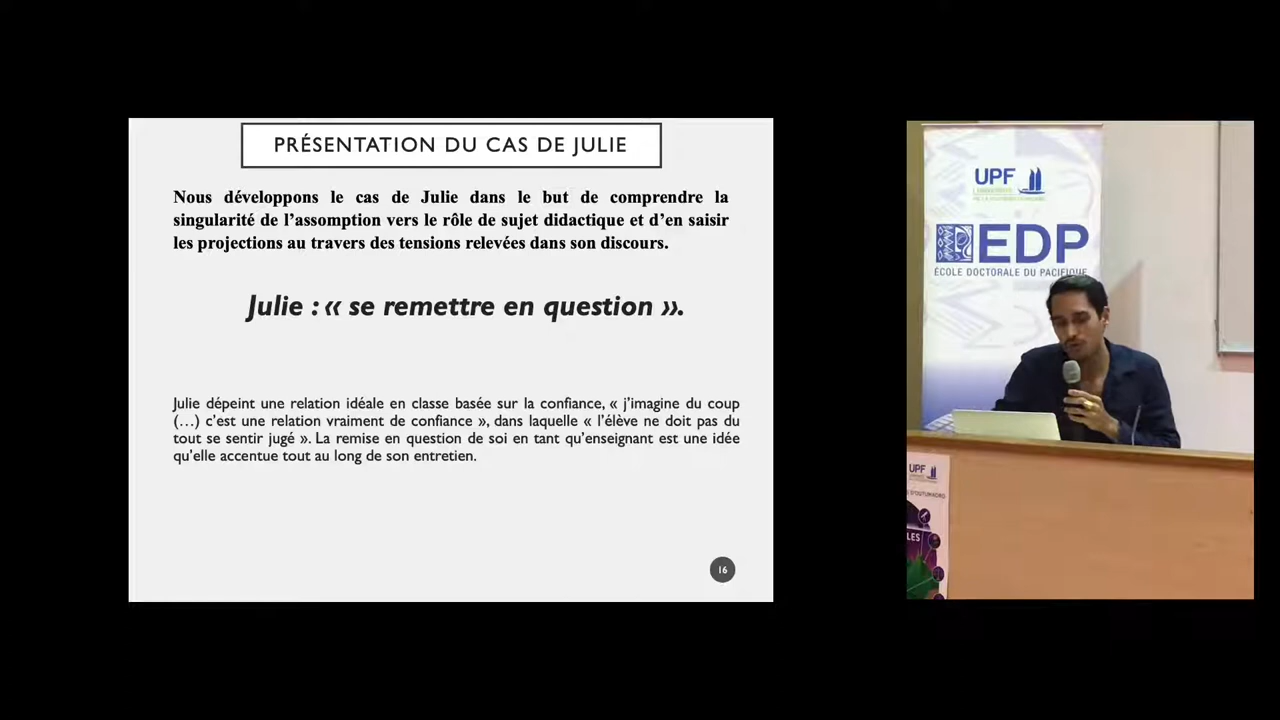 PRÉSENTATION DU CAS DE JULIE
Nous développons le cas de Julie dans le but de comprendre la
singularité de l’assomption vers le rôle de sujet didactique et d’en saisir
les projections au travers des tensions relevées dans son discours.
Julie : « se remettre en question ».
Julie dépeint une relation idéale en classe basée sur la confiance, « j’imagine du coup
(…) c’est une relation vraiment de confiance », dans laquelle « l’élève ne doit pas du
tout se sentir jugé ». La remise en question de soi en tant qu’enseignant est une idée
qu’elle accentue tout au long de son entretien.
16
UPF
EDP
ÉCOLE DOCTORALE DU PACIFIQUE
UPF
D'OUTUMAORO
LES